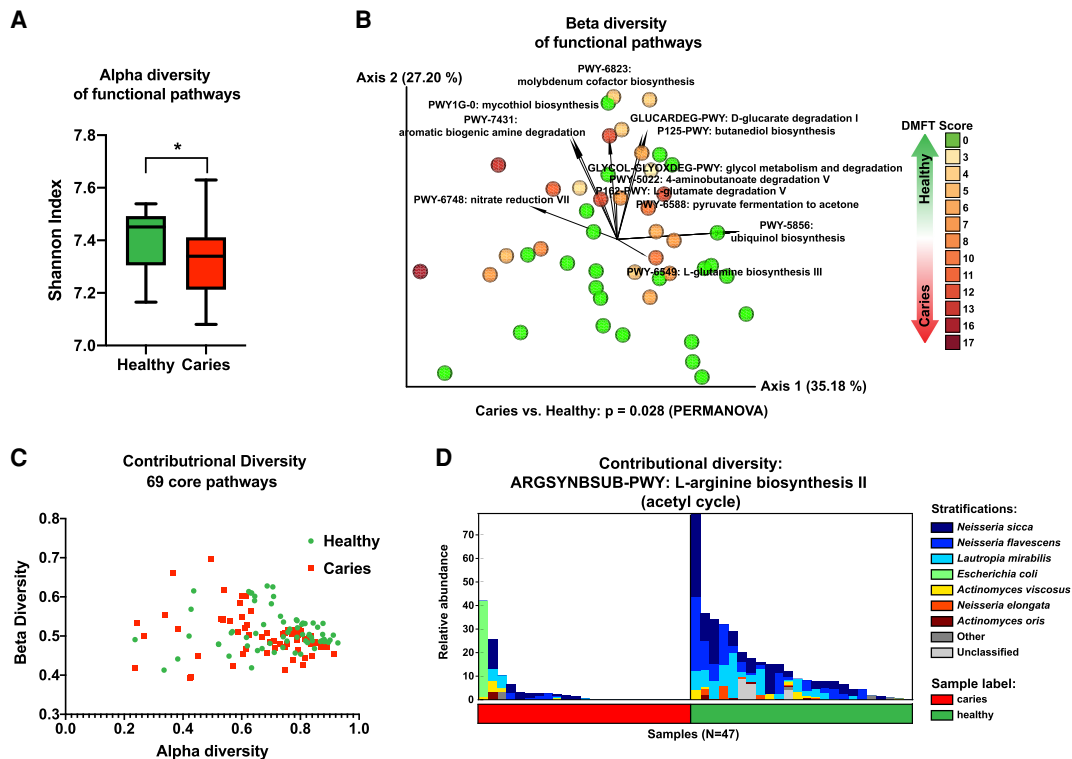 A
Alpha diversity
of functional pathways
Shannon Index
7.8
7.6
7.4
7.2
7.0
*
Healthy
Caries
B
Beta diversity
of functional pathways
Axis 2 (27.20 %)
PWY-6823:
molybdenum cofactor biosynthesis
PWY1G-0: mycothiol biosynthesis
PWY-7431:
aromatic biogenic amine degradation
GLUCARDEG-PWY: D-glucarate degradation I
P125-PWY: butanediol biosynthesis
GLYCOL-GLYOXDEG-PWY: glycol metabolism and degradation
PWY-5022: 4-aminobutanoate degradation V
P162-PWY: L-glutamate degradation V
PWY-6748: nitrate reduction VII
PWY-6588: pyruvate fermentation to acetone
PWY-5856:
ubiquinol biosynthesis
PWY-6549: L-glutamine biosynthesis III
Axis 1 (35.18 %)
Caries vs. Healthy: p = 0.028 (PERMANOVA)
DMFT Score
Healthy
Caries
0
3
4
5
6
7
8
10
11
12
13
16
17
C
Contributrional Diversity
69 core pathways
Beta Diversity
0.8
0.7
0.6
0.5
0.4
0.3
Healthy
Caries
0.0
0.2
0.4
0.6
0.8
1.0
Alpha diversity
D
Contributional diversity:
ARGSYNBSUB-PWY: L-arginine biosynthesis II
(acetyl cycle)
Relative abundance
70
60
50
40
30
20
10
0
Samples (N=47)
Stratifications:
Neisseria sicca
Neisseria flavescens
Lautropia mirabilis
Escherichia coli
Actinomyces viscosus
Neisseria elongata
Actinomyces oris
Other
Unclassified
Sample label:
caries
healthy